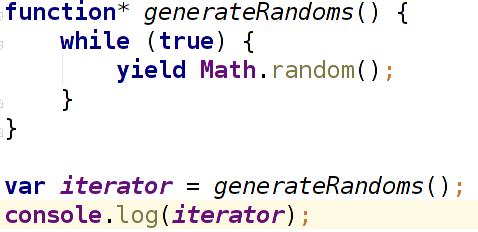 function* generateRandoms() {
    while (true) {
        yield Math.random();
    }
}

var iterator = generateRandoms();
console.log(iterator);